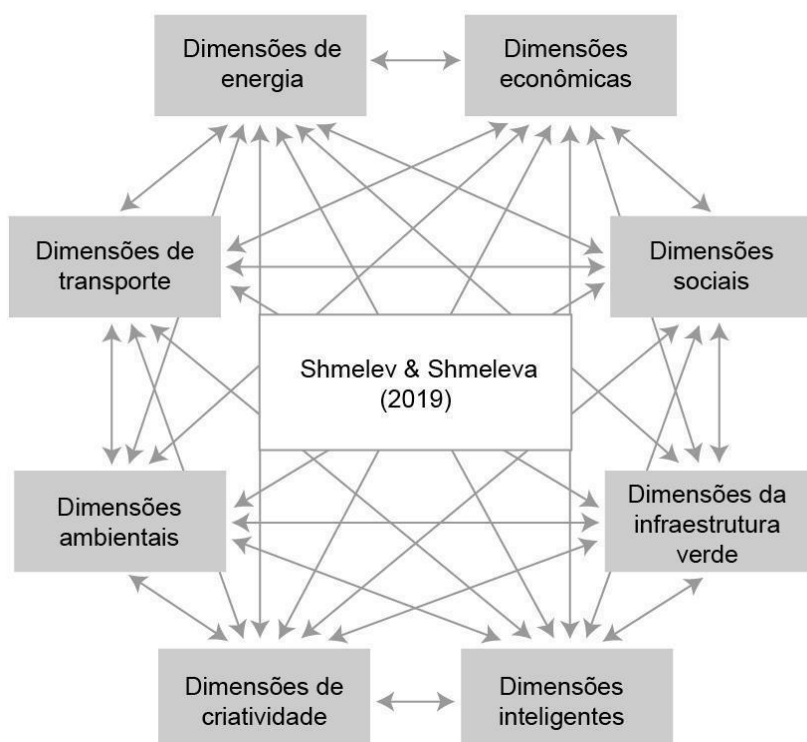 Dimensões de
energia
Dimensões
econômicas
Dimensões de
transporte
Dimensões
sociais
Shmelev & Shmeleva
(2019)
Dimensões
ambientais
Dimensões da
infraestrutura
verde
Dimensões de
criatividade
Dimensões
inteligentes